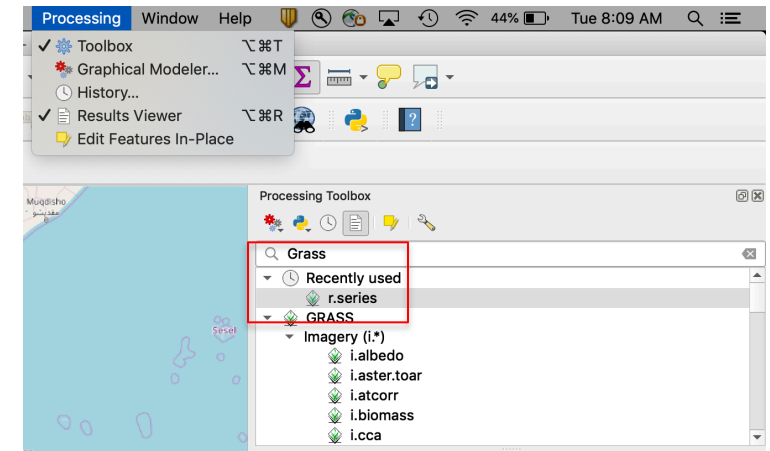 Processing Window Help 44% Tue 8:09 AM
✓ Toolbox ⌥⌘T
Graphical Modeler... ⌥⌘M
History...
✓ Results Viewer ⌥⌘R
Edit Features In-Place
Processing Toolbox
Muqdisho
مقديشو
Grass
Recently used
r.series
GRASS
Sesel
Imagery (i.*)
i.albedo
i.aster.toar
i.atcorr
i.biomass
i.cca